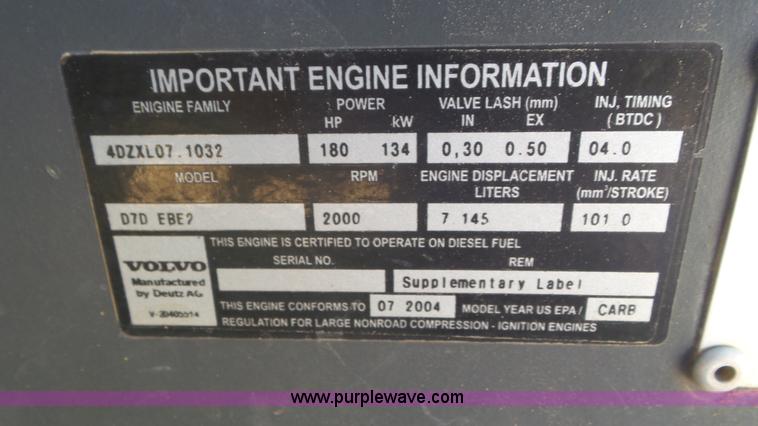 IMPORTANT ENGINE INFORMATION
ENIGINE FAMILY POWER VALVE LASH (mm) INJ. TIMING
HP kW IN EX (BTDC)
4DZXL07.1032 180 134 0,30 0.50 04.0
MODEL RPM ENGINE DISPLACEMENT INJ. RATE
LITERS (mm³/STROKE)
D7D EBE2 2000 7 145 101 0
THIS ENGINE IS CERTIFIED TO OPERATE ON DIESEL FUEL
VOLVO SERIAL NO. REM
Manufactured Supplementary Label
by Deutz AG
THIS ENGINE CONFORMS TO 07 2004 MODEL YEAR US EPA / CARB
REGULATION FOR LARGE NONROAD COMPRESSION - IGNITION ENGINES
www.purplewave.com